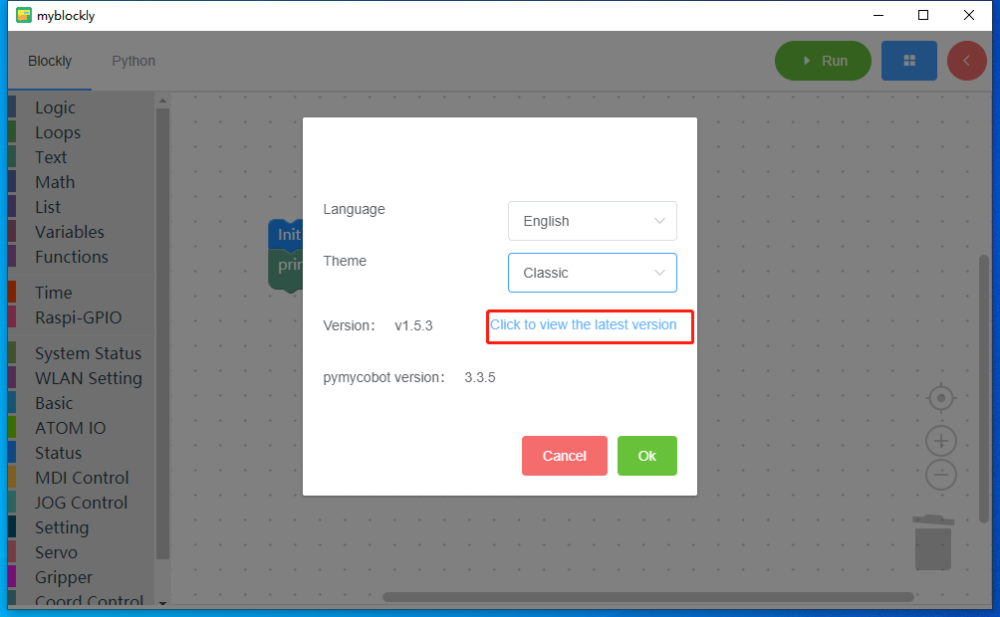 myblockly
Blockly
Python
Run
Logic
Loops
Text
Math
List
Variables
Functions
Time
Raspi-GPIO
System Status
WLAN Setting
Basic
ATOM IO
Status
MDI Control
JOG Control
Setting
Servo
Gripper
Coord Control
Init
prin
Language
English
Theme
Classic
Version： v1.5.3
Click to view the latest version
pymycobot version： 3.3.5
Cancel
Ok